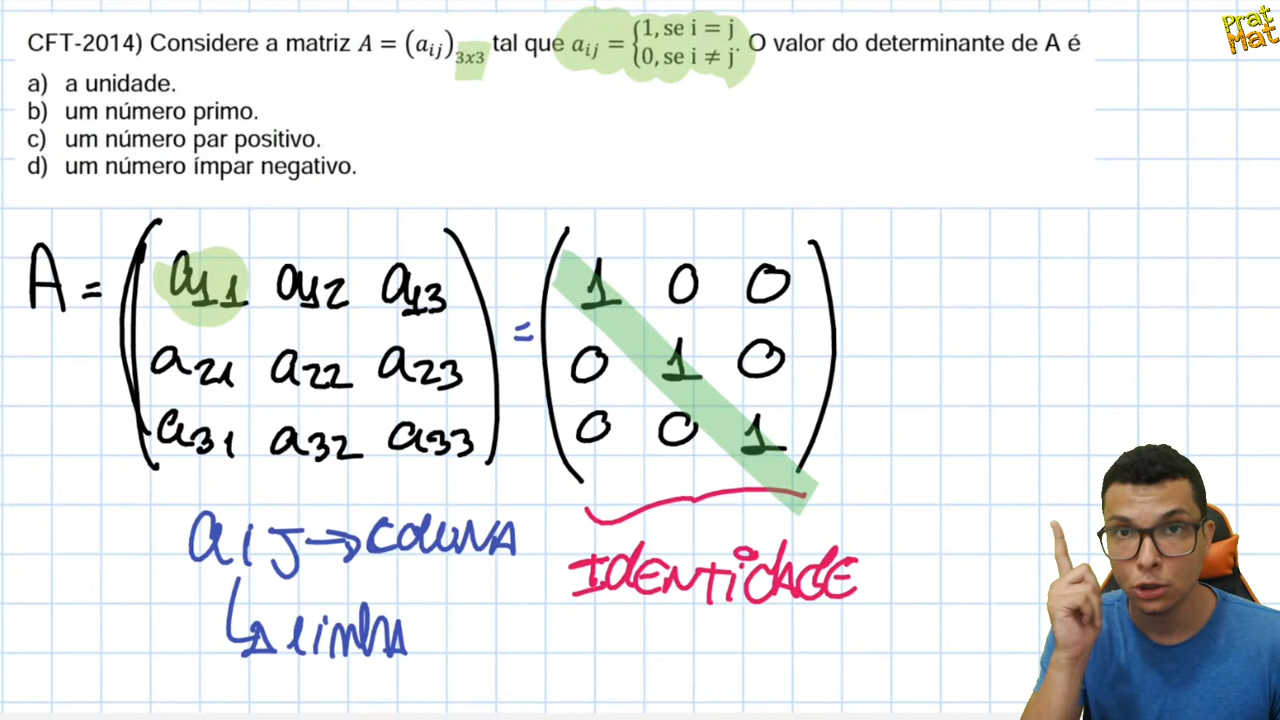 CFT-2014) Considere a matriz A = (aij)3x3 tal que aij = {1, se i = j
{0, se i ≠ j. O valor do determinante de A é
a) a unidade.
b) um número primo.
c) um número par positivo.
d) um número ímpar negativo.
Prat
Mat
A = (a11 a12 a13
a21 a22 a23
a31 a32 a33)
= (1 0 0
0 1 0
0 0 1)
aij → COLUNA
linha
IDENTIDADE